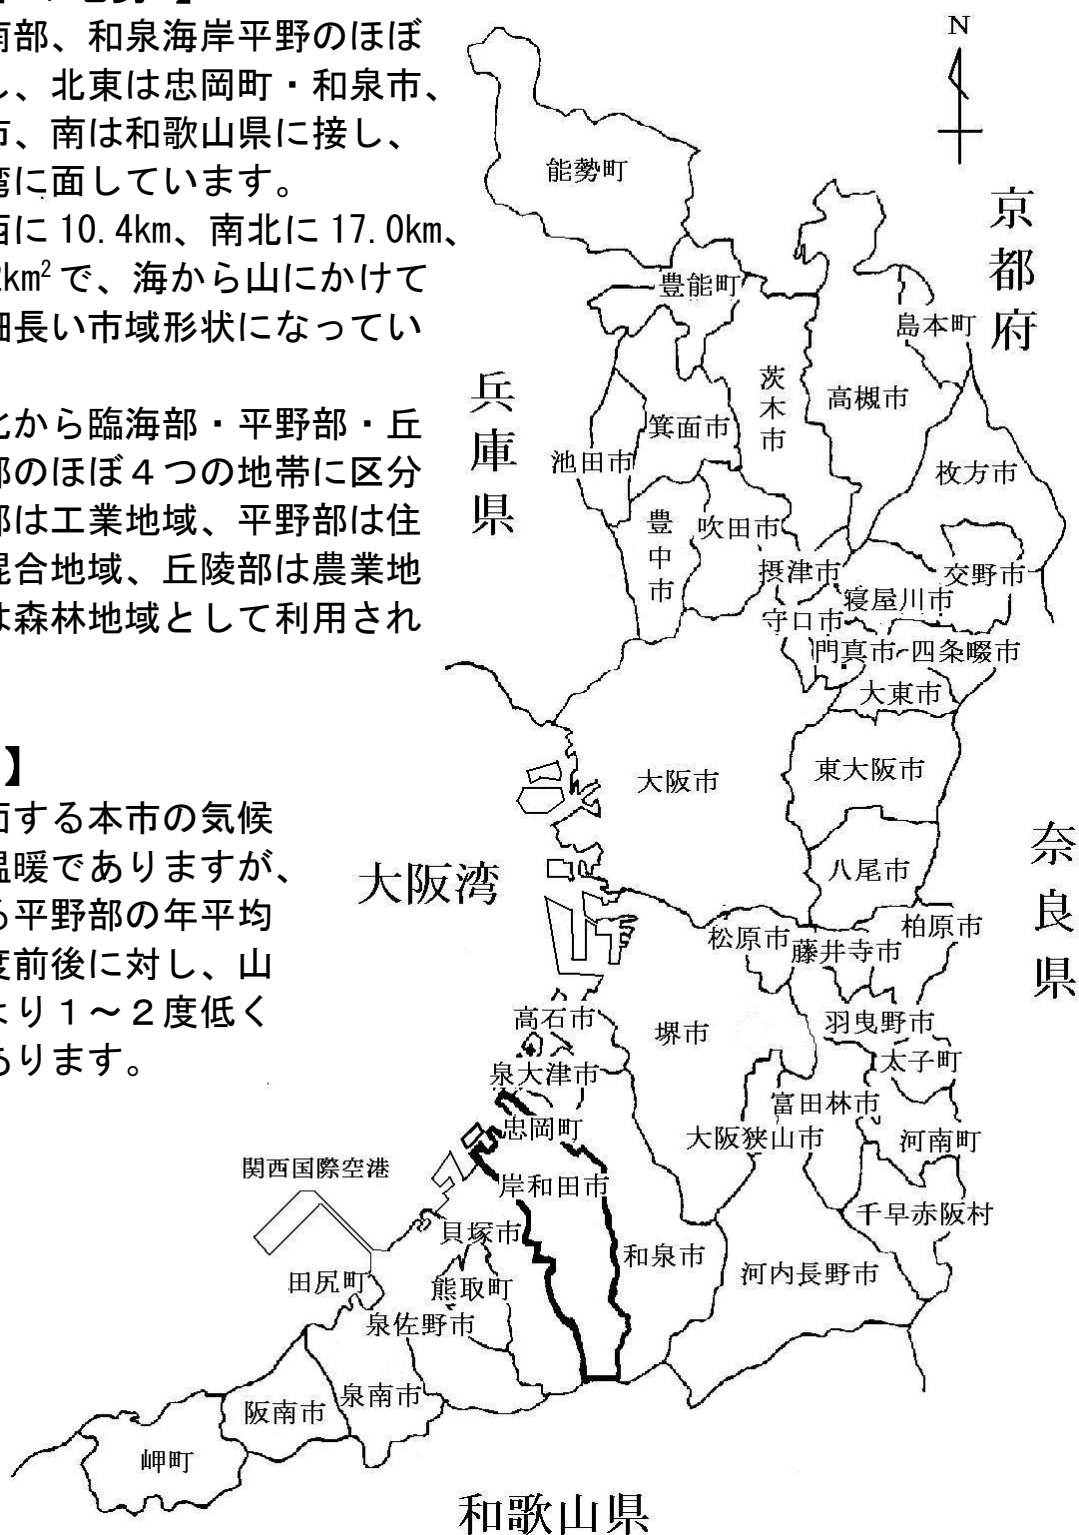 南部、和泉海岸平野のほぼ
し、北東は忠岡町・和泉市、
市、南は和歌山県に接し、
湾に面しています。
西に 10.4km、南北に 17.0km、
km²で、海から山にかけて
細長い市域形状になってい
から臨海部・平野部・丘
部のほぼ４つの地帯に区分
部は工業地域、平野部は住
混合地域、丘陵部は農業地
は森林地域として利用され
】
面する本市の気候
温暖でありますが、
る平野部の年平均
度前後に対し、山
より１～２度低く
あります。
N
能勢町
京都府
豊能町
島本町
兵庫県
茨木市
高槻市
箕面市
池田市
枚方市
豊中市
吹田市
摂津市
交野市
寝屋川市
守口市
門真市
四条畷市
大東市
大阪市
東大阪市
奈良県
八尾市
大阪湾
柏原市
松原市
藤井寺市
高石市
堺市
羽曳野市
太子町
泉大津市
富田林市
忠岡町
大阪狭山市
河南町
関西国際空港
岸和田市
千早赤阪村
貝塚市
和泉市
河内長野市
田尻町
熊取町
泉佐野市
泉南市
阪南市
岬町
和歌山県